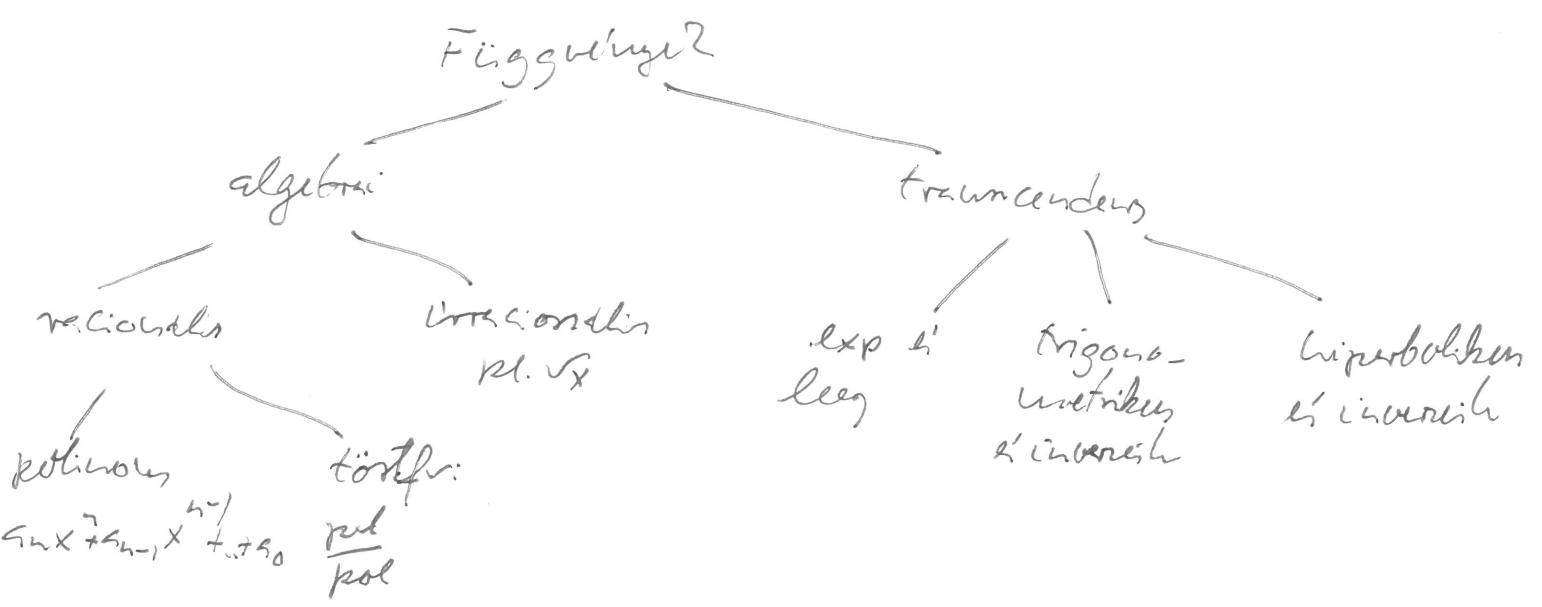 Függvények
algebrai
transzcendens
racionális
irracionális
pl. √x
exp és
log
trigono-
metrikus
és inverzeik
hiperbolikus
és inverzeik
polinom
aₙxⁿ+aₙ₋₁xⁿ⁻¹+...+a₀
törtfv:
pol
pol